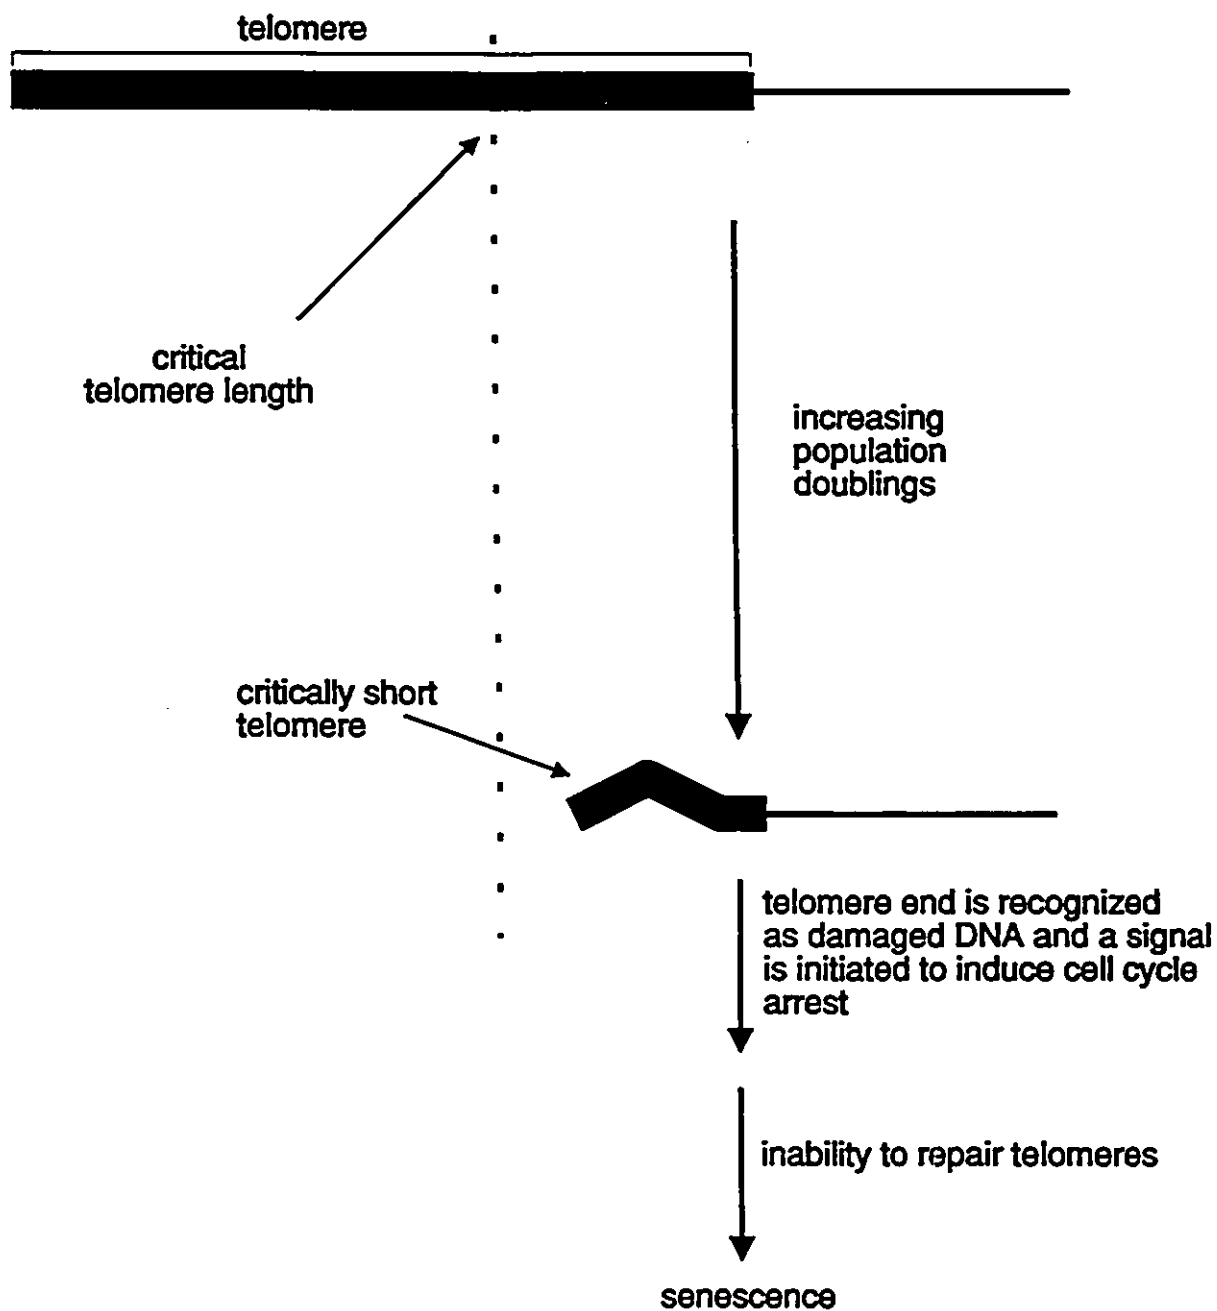 telomere
critical
telomere length
increasing
population
doublings
critically short
telomere
telomere end is recognized
as damaged DNA and a signal
is initiated to induce cell cycle
arrest
inability to repair telomeres
senescence